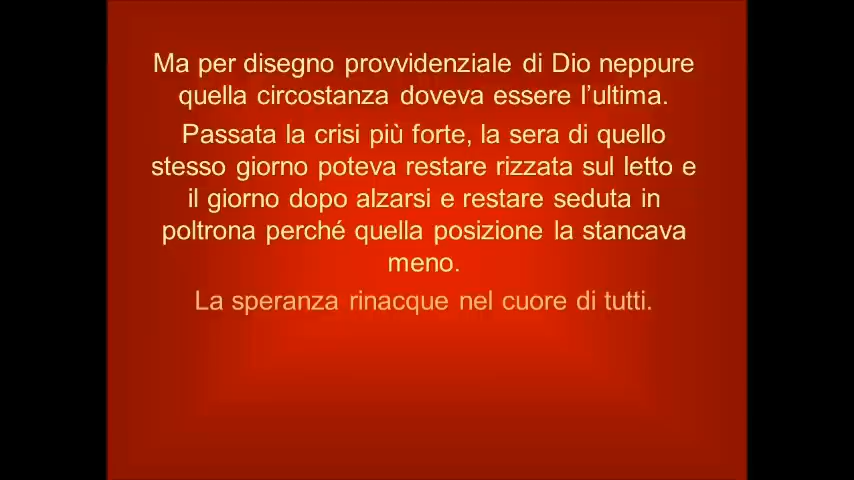 Ma per disegno provvidenziale di Dio neppure
quella circostanza doveva essere l’ultima.
Passata la crisi più forte, la sera di quello
stesso giorno poteva restare rizzata sul letto e
il giorno dopo alzarsi e restare seduta in
poltrona perché quella posizione la stancava
meno.
La speranza rinacque nel cuore di tutti.